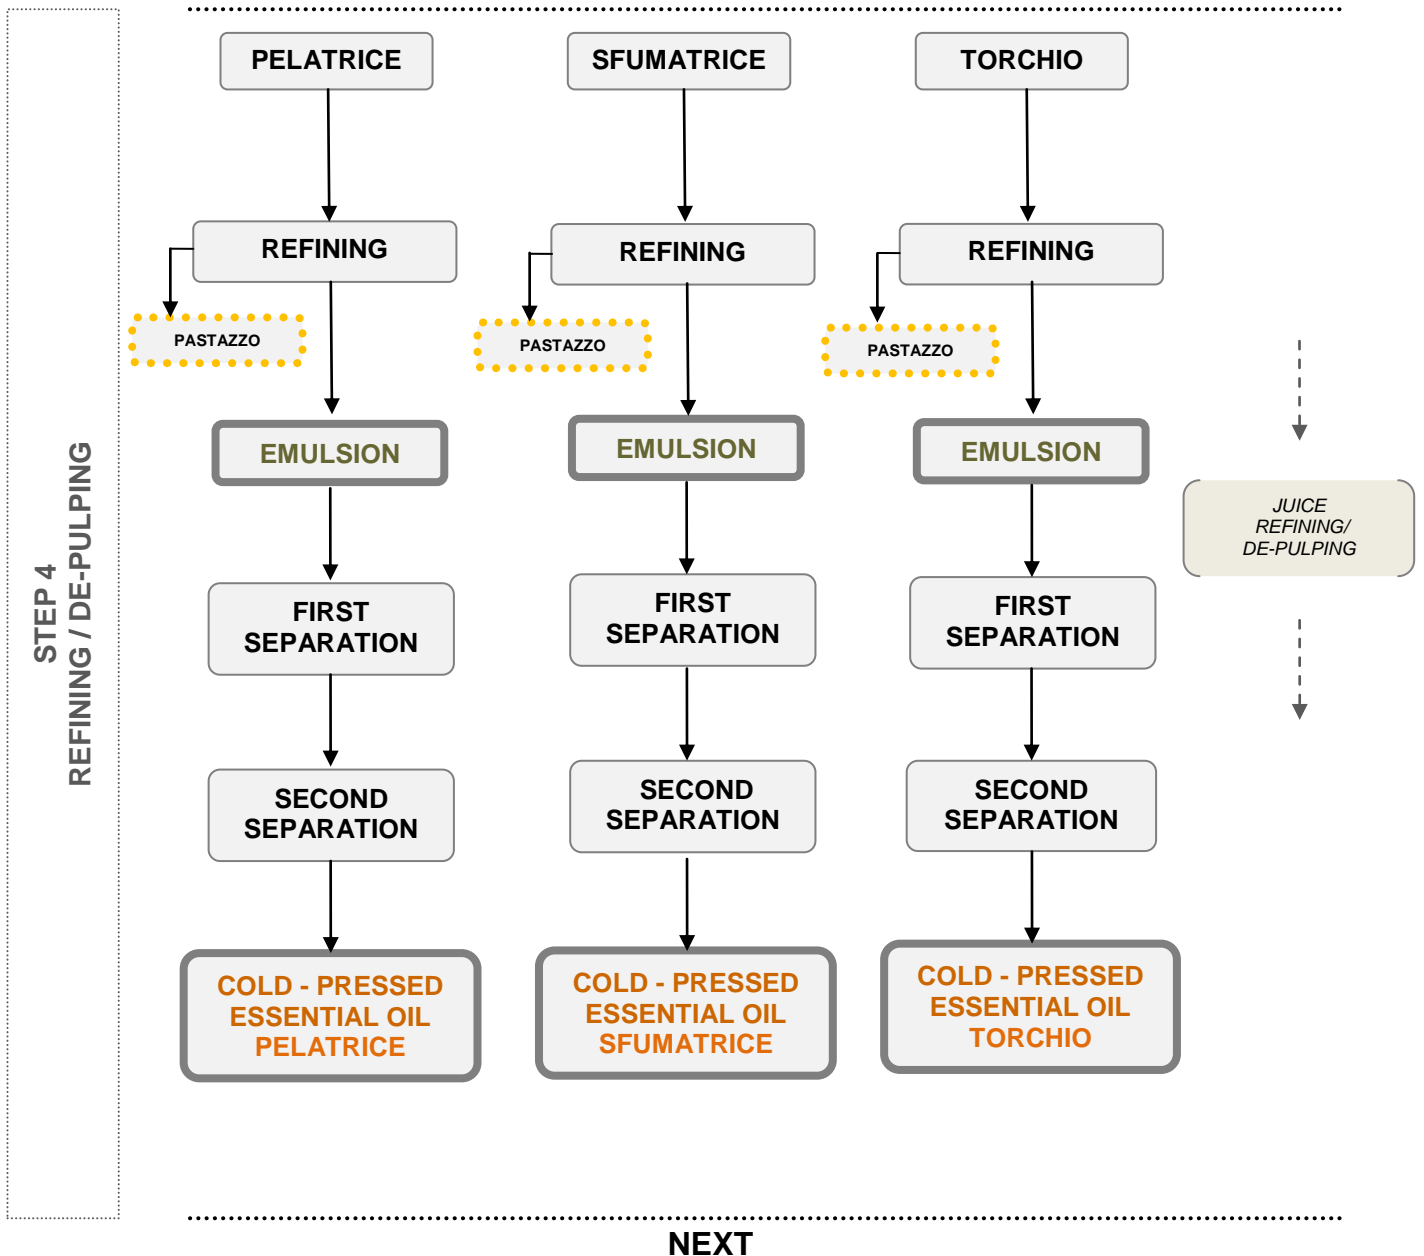 STEP 4
REFINING / DE-PULPING
PELATRICE
SFUMATRICE
TORCHIO
REFINING
REFINING
REFINING
PASTAZZO
PASTAZZO
PASTAZZO
EMULSION
EMULSION
EMULSION
JUICE
REFINING/
DE-PULPING
FIRST
SEPARATION
FIRST
SEPARATION
FIRST
SEPARATION
SECOND
SEPARATION
SECOND
SEPARATION
SECOND
SEPARATION
COLD - PRESSED
ESSENTIAL OIL
PELATRICE
COLD - PRESSED
ESSENTIAL OIL
SFUMATRICE
COLD - PRESSED
ESSENTIAL OIL
TORCHIO
NEXT